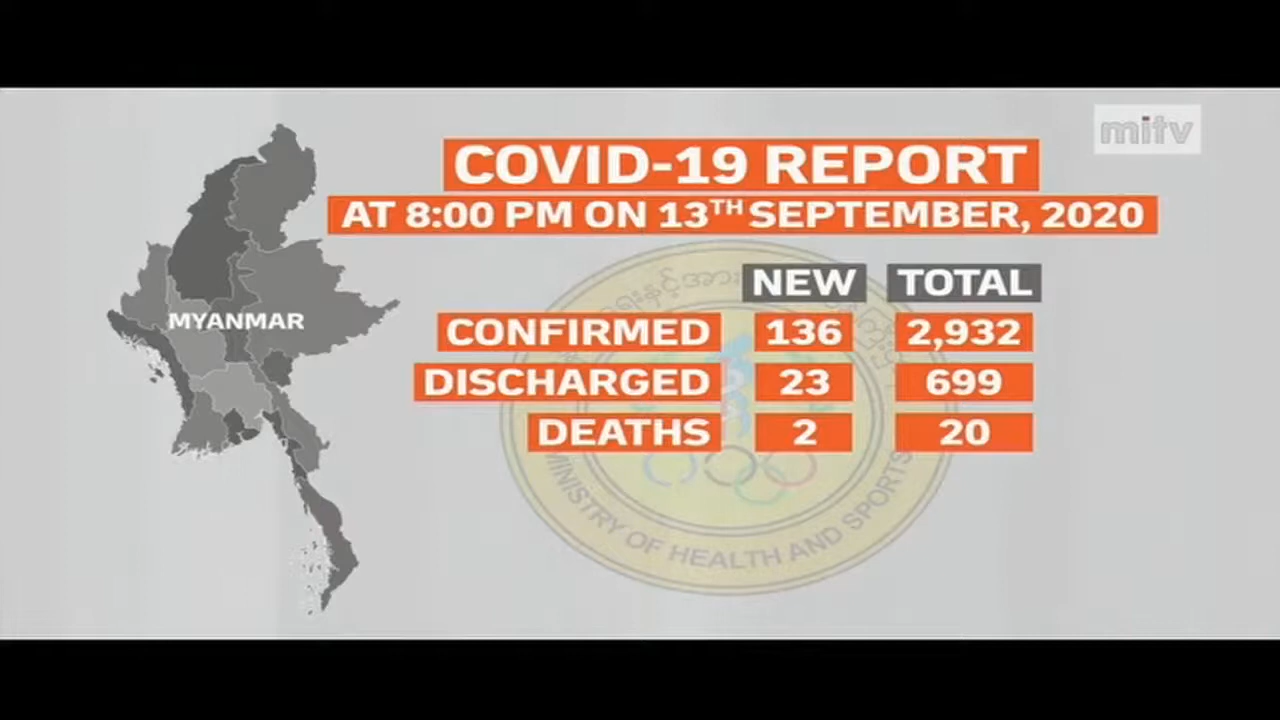 mitv
COVID-19 REPORT
AT 8:00 PM ON 13TH SEPTEMBER, 2020
NEW TOTAL
MYANMAR
CONFIRMED 136 2,932
DISCHARGED 23 699
DEATHS 2 20
MINISTRY OF HEALTH AND SPORTS